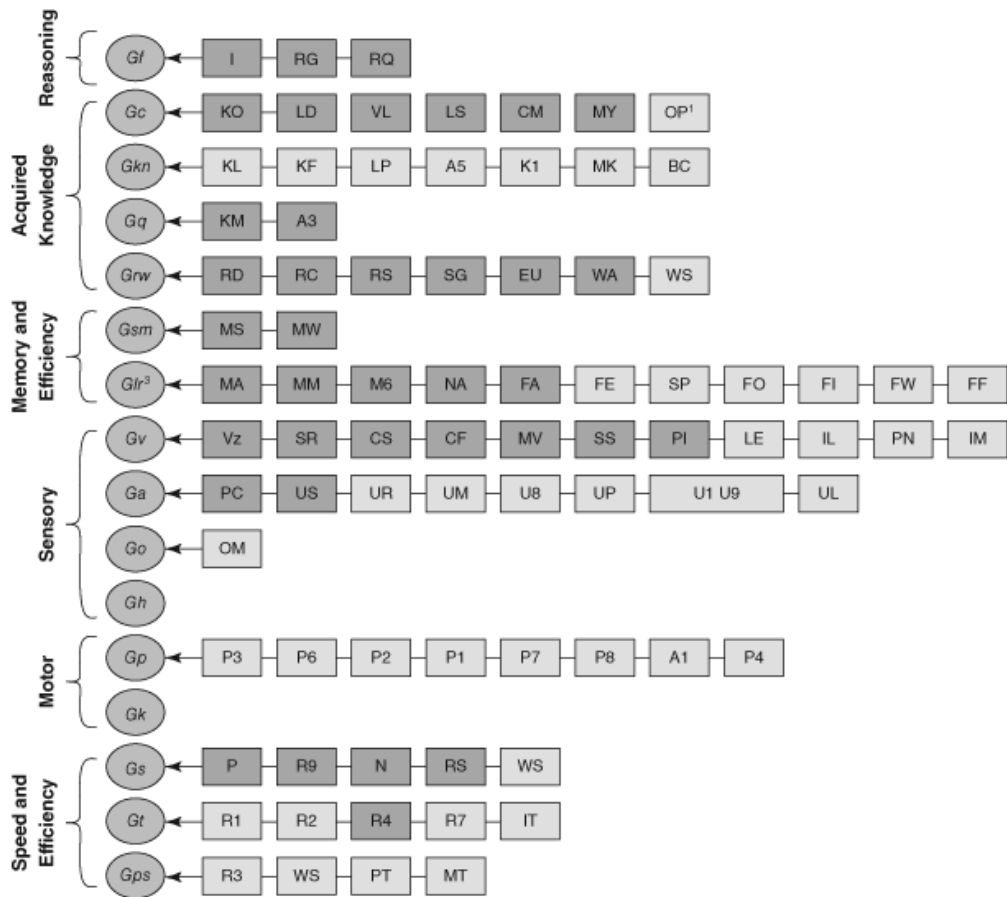 Reasoning
Gf I RG RQ
Acquired
Knowledge
Gc KO LD VL LS CM MY OP¹
Gkn KL KF LP A5 K1 MK BC
Gq KM A3
Grw RD RC RS SG EU WA WS
Memory and
Efficiency
Gsm MS MW
Glr³ MA MM M6 NA FA FE SP FO FI FW FF
Sensory
Gv Vz SR CS CF MV SS PI LE IL PN IM
Ga PC US UR UM U8 UP U1 U9 UL
Go OM
Gh
Motor
Gp P3 P6 P2 P1 P7 P8 A1 P4
Gk
Speed and
Efficiency
Gs P R9 N RS WS
Gt R1 R2 R4 R7 IT
Gps R3 WS PT MT